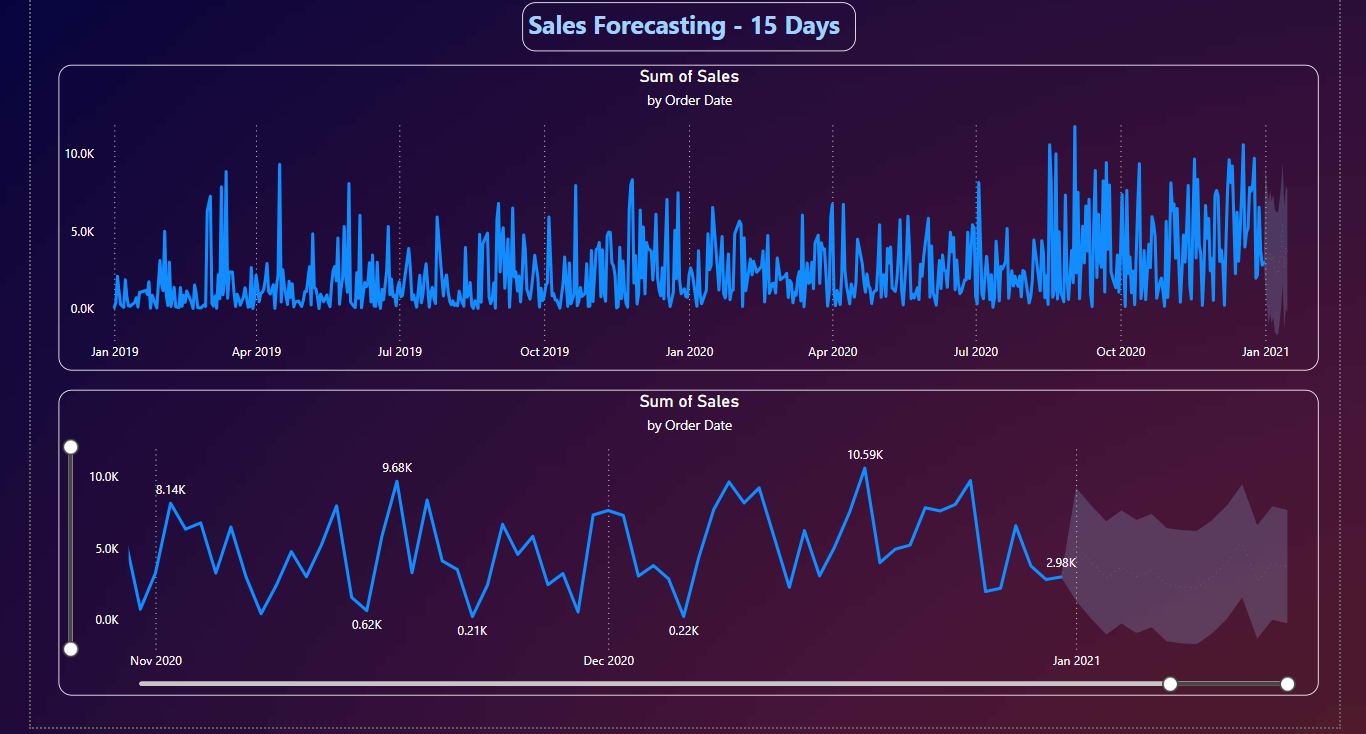 Sales Forecasting - 15 Days
Sum of Sales
by Order Date
10.0K
5.0K
0.0K
Jan 2019 Apr 2019 Jul 2019 Oct 2019 Jan 2020 Apr 2020 Jul 2020 Oct 2020 Jan 2021
Sum of Sales
by Order Date
10.59K
9.68K
10.0K
8.14K
5.0K
2.98K
0.0K
0.62K
0.21K 0.22K
Nov 2020 Dec 2020 Jan 2021